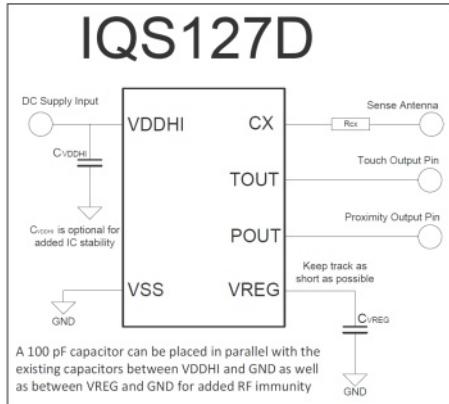 IQS127D
DC Supply Input
Sense Antenna
VDDHI
CX
Rcx
CVDDHI
Touch Output Pin
TOUT
CVDDHI is optional for
added IC stability
Proximity Output Pin
POUT
Keep track as
short as possible
VSS
VREG
GND
CVREG
A 100 pF capacitor can be placed in parallel with the
existing capacitors between VDDHI and GND as well
as between VREG and GND for added RF immunity
GND